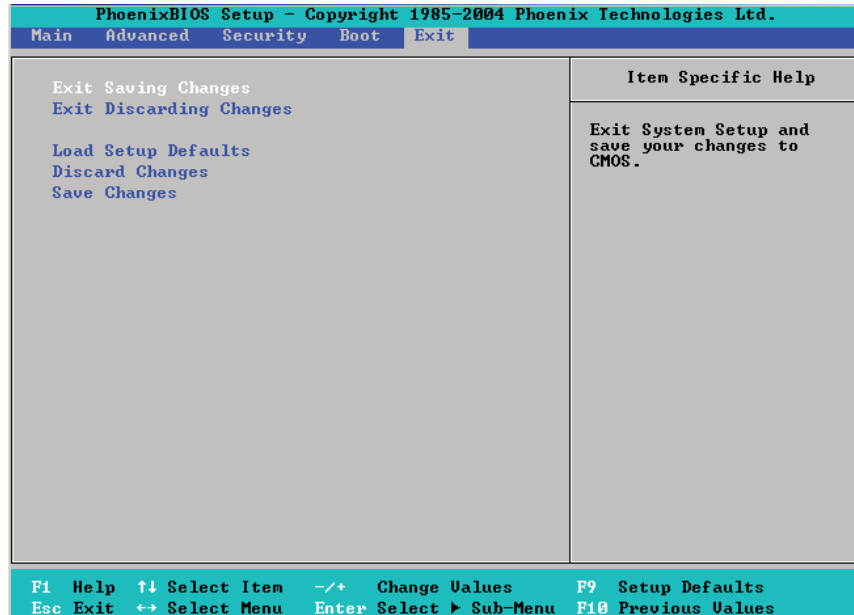 PhoenixBIOS Setup - Copyright 1985-2004 Phoenix Technologies Ltd.
Main Advanced Security Boot Exit
Exit Saving Changes
Exit Discarding Changes
Load Setup Defaults
Discard Changes
Save Changes
Item Specific Help
Exit System Setup and
save your changes to
CMOS.
F1 Help ↑↓ Select Item -/+ Change Values F9 Setup Defaults
Esc Exit ↔ Select Menu Enter Select ▶ Sub-Menu F10 Previous Values